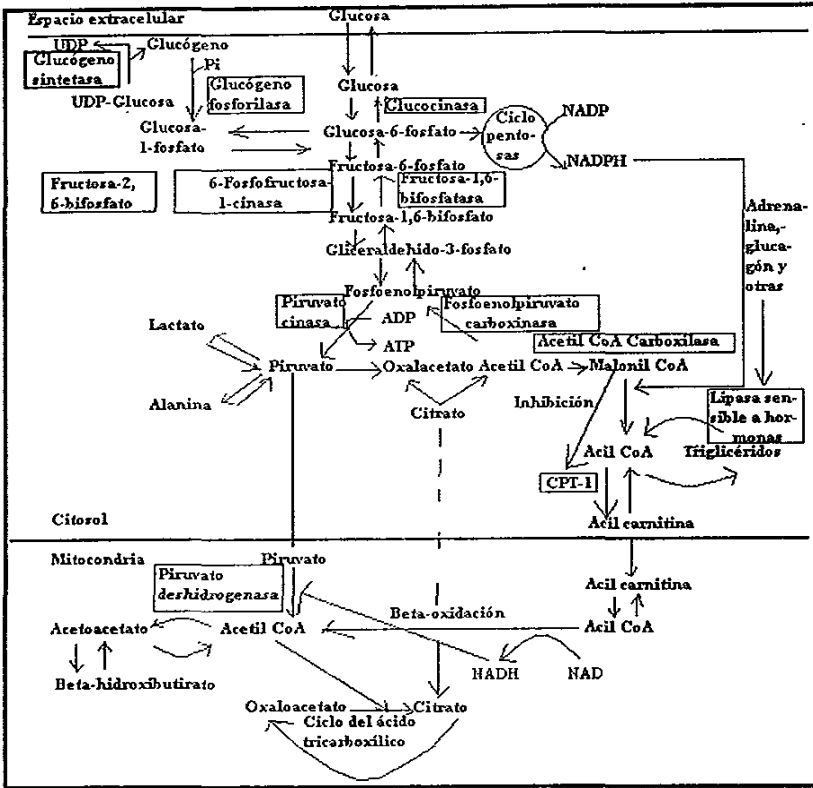 Espacio extracelular
Glucosa
UDP
Glucógeno
Glucógeno
sintetasa
Pi
UDP-Glucosa
Glucógeno
fosforilasa
Glucosa
Glucocinasa
Glucosa-
1-fosfato
Glucosa-6-fosfato
Ciclo
pento-
sas
NADP
NADPH
Fructosa-6-fosfato
Fructosa-2,
6-bifosfato
6-Fosfofructosa-
1-cinasa
Fructosa-1,6-
bifosfatasa
Fructosa-1,6-bifosfato
Adrena-
lina,-
gluca-
gón y
otras
Gliceraldehido-3-fosfato
Fosfoenolpiruvato
Piruvato
cinasa
ADP
ATP
Fosfoenolpiruvato
carboxinasa
Lactato
Acetil CoA Carboxilasa
Piruvato
Oxalacetato
Acetil CoA
Malonil CoA
Alanina
Citrato
Inhibición
Lipasa sen-
sible a hor-
monas
Acil CoA
Triglicéridos
CPT-1
Citosol
Acil carnitina
Mitocondria
Piruvato
Piruvato
deshidrogenasa
Acil carnitina
Beta-oxidación
Acetoacetato
Acetil CoA
Acil CoA
Beta-hidroxibutirato
NADH
NAD
Oxaloacetato
Citrato
Ciclo del ácido
tricarboxílico